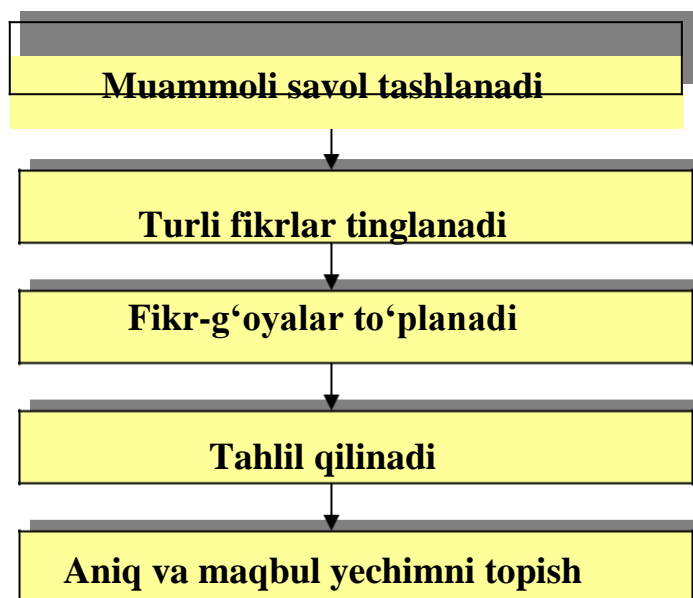 Muammoli savol tashlanadi
Turli fikrlar tinglanadi
Fikr-g‘oyalar to‘planadi
Tahlil qilinadi
Aniq va maqbul yechimni topish